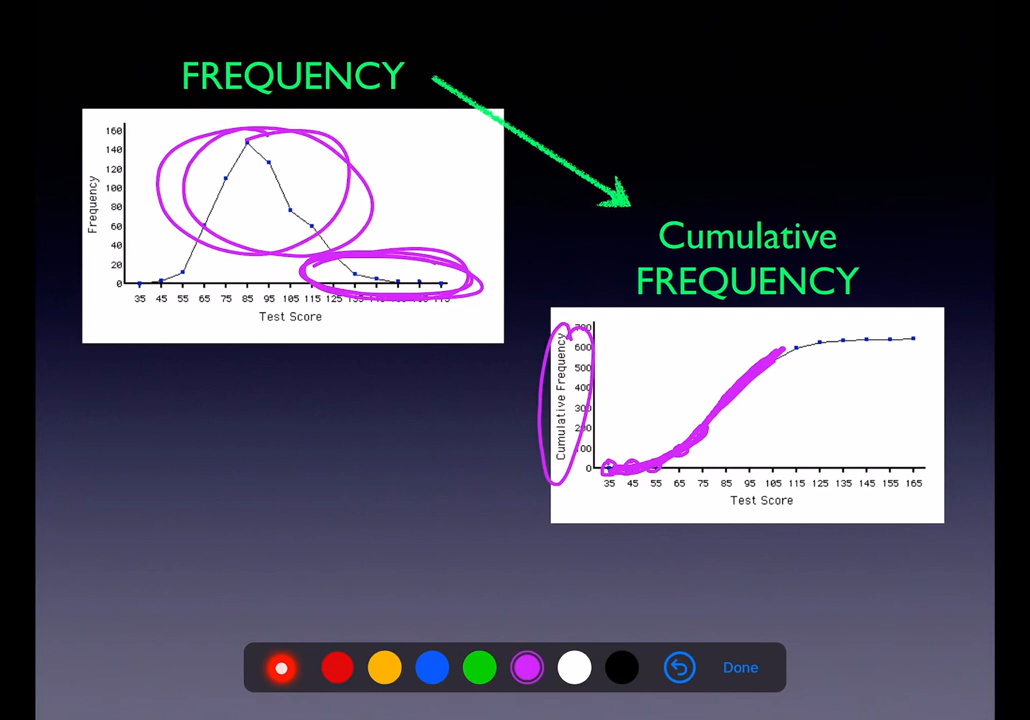 FREQUENCY
160
140
120
100
80
60
40
20
0
Frequency
35 45 55 65 75 85 95 105 115 125
Test Score
Cumulative
FREQUENCY
600
500
400
300
200
100
0
Cumulative Frequency
35 45 55 65 75 85 95 105 115 125 135 145 155 165
Test Score
Done